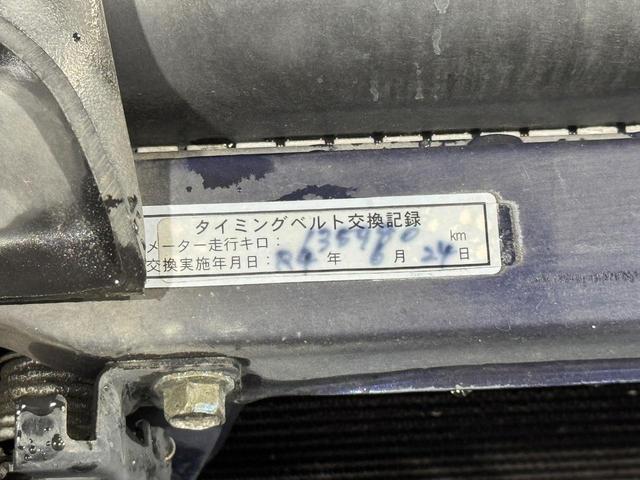 タイミングベルト交換記録
メーター走行キロ: km
交換実施年月日: R4 年 6 月 24 日